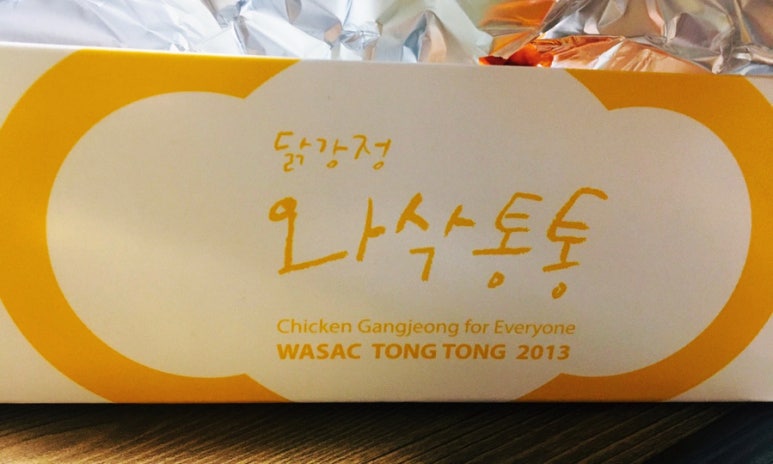 닭강정
와삭통통
Chicken Gangjeong for Everyone
WASAC TONG TONG 2013